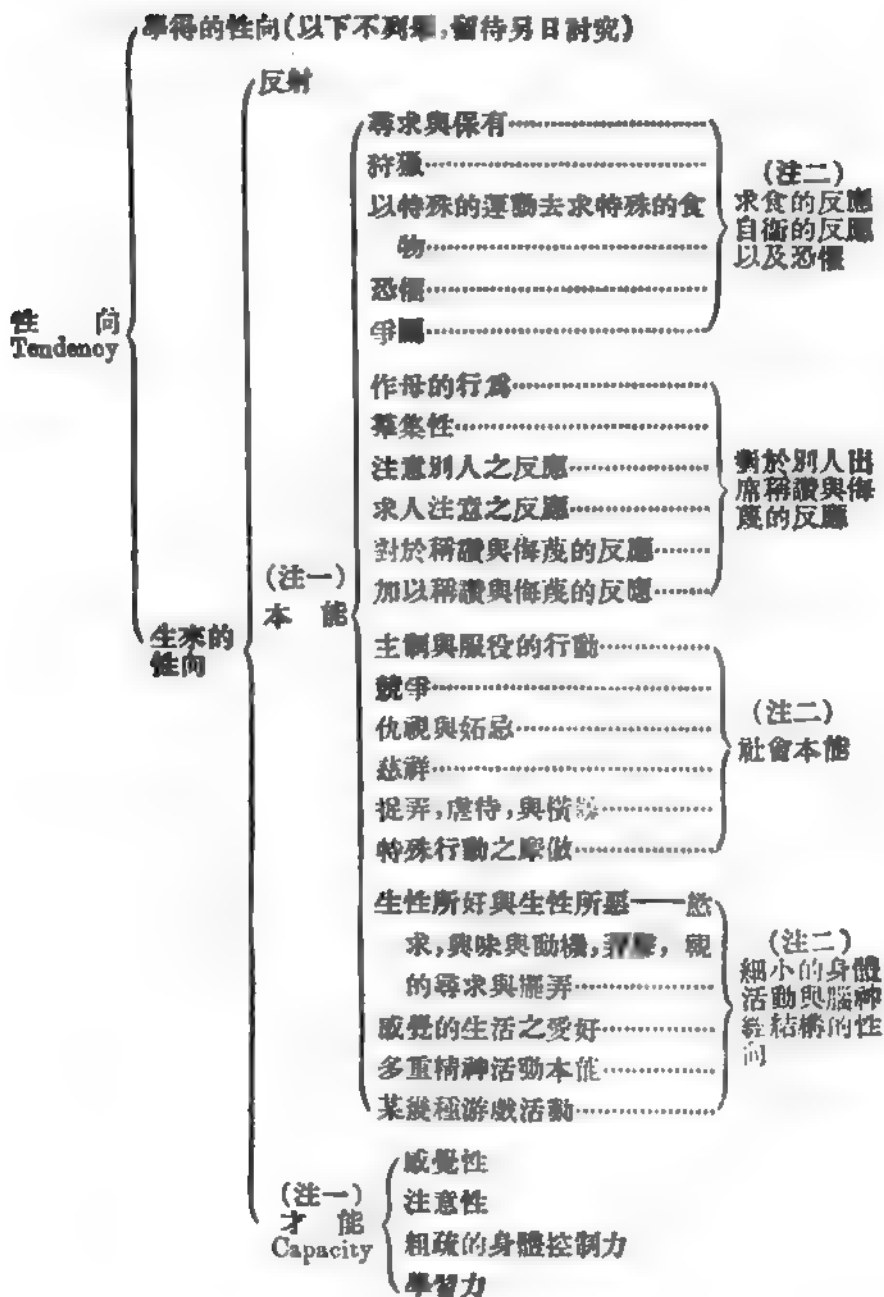 學得的性向(以下不列,留待另日討究)
反射
尋求與保有
狩獵
以特殊的運動去求特殊的食
物
恐懼
爭鬭
(注二)
求食的反應
自衞的反應
以及恐懼
性 向
Tendency
作母的行爲
羣集性
注意別人之反應
求人注意之反應
對於稱讚與侮蔑的反應
加以稱讚與侮蔑的反應
對於別人出
席稱讚與侮
蔑的反應
(注一)
本 能
生來的
性向
主制與服役的行動
競爭
仇視與妬忌
慈祥
捉弄,虐待,與橫
特殊行動之摩倣
(注二)
社會本能
生性所好與生性所惡——慾
求,興味與動機, 親
的尋求與擺弄
感覺的生活之愛好
多重精神活動本能
某幾種游戲活動
(注二)
細小的身體
活動與腦神
經結構的性
向
(注一)
才 能
Capacity
感覺性
注意性
粗疏的身體控制力
學習力